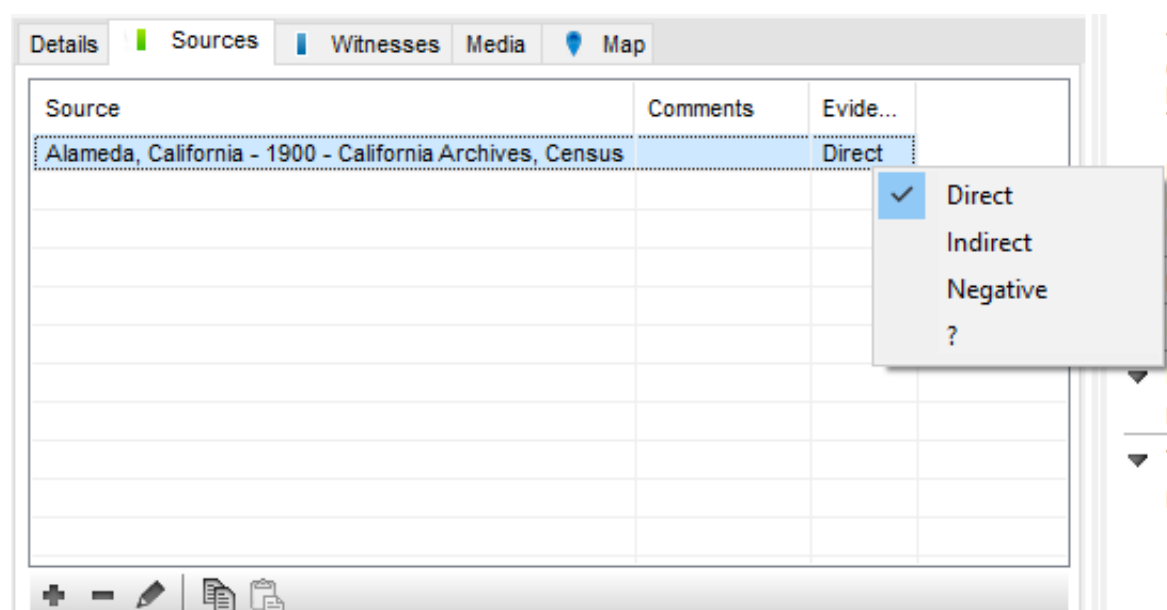 Details Sources Witnesses Media Map
Source Comments Evide...
Alameda, California - 1900 - California Archives, Census Direct
Direct
Indirect
Negative
?